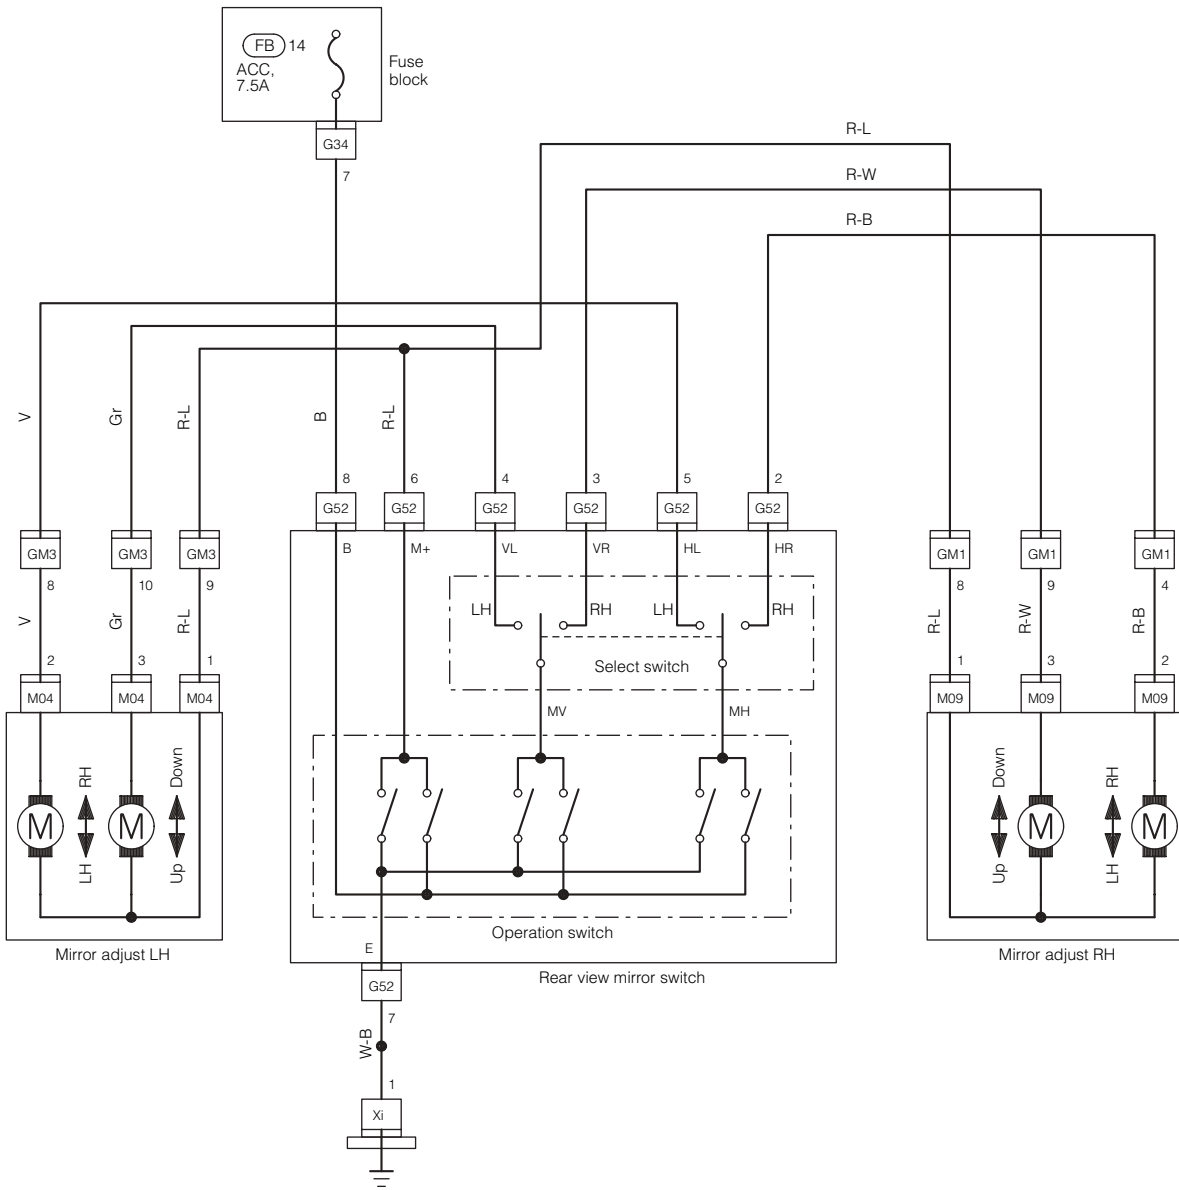 FB 14
ACC,
7.5A
Fuse
block
G34
7
R-L
R-W
R-B
V
Gr
R-L
B
R-L
8
6
4
3
5
2
G52
G52
G52
G52
G52
G52
B
M+
VL
VR
HL
HR
GM3
GM3
GM3
8
10
9
V
Gr
R-L
2
3
1
M04
M04
M04
GM1
GM1
GM1
8
9
4
R-L
R-W
R-B
1
3
2
M09
M09
M09
LH
RH
LH
RH
Select switch
MV
MH
M
LH
RH
M
Up
Down
Mirror adjust LH
Operation switch
E
Rear view mirror switch
Up
Down
M
LH
RH
M
Mirror adjust RH
G52
7
W-B
1
Xi